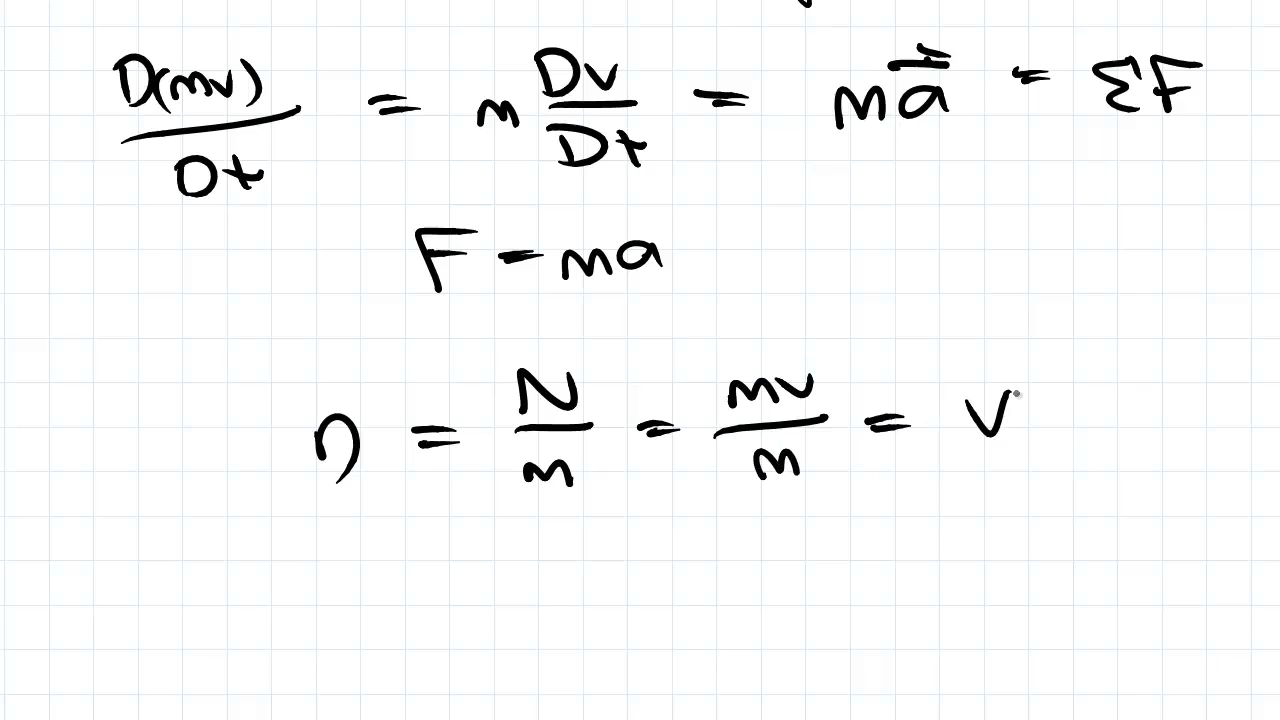 D(mv)/Dt = m Dv/Dt = ma⃗ = ΣF
F = ma
η = N/m = mv/m = v